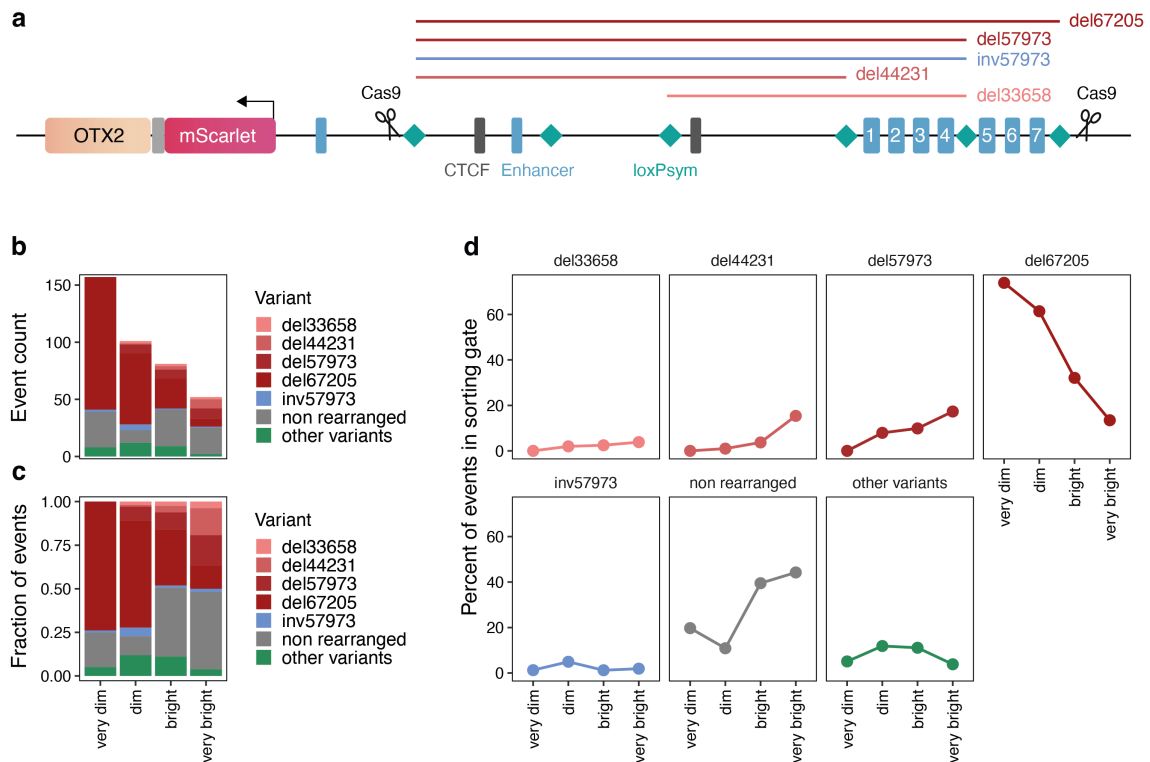 a
del67205
del57973
inv57973
del44231
del33658
Cas9
Cas9
OTX2
mScarlet
1 2 3 4 5 6 7
CTCF
Enhancer
loxPsym
b
Event count
150
100
50
0
Variant
del33658
del44231
del57973
del67205
inv57973
non rearranged
other variants
c
Fraction of events
1.00
0.75
0.50
0.25
0.00
very dim
dim
bright
very bright
Variant
del33658
del44231
del57973
del67205
inv57973
non rearranged
other variants
d
Percent of events in sorting gate
del33658
del44231
del57973
del67205
60
40
20
0
very dim
dim
bright
very bright
inv57973
non rearranged
other variants
60
40
20
0
very dim
dim
bright
very bright
very dim
dim
bright
very bright
very dim
dim
bright
very bright